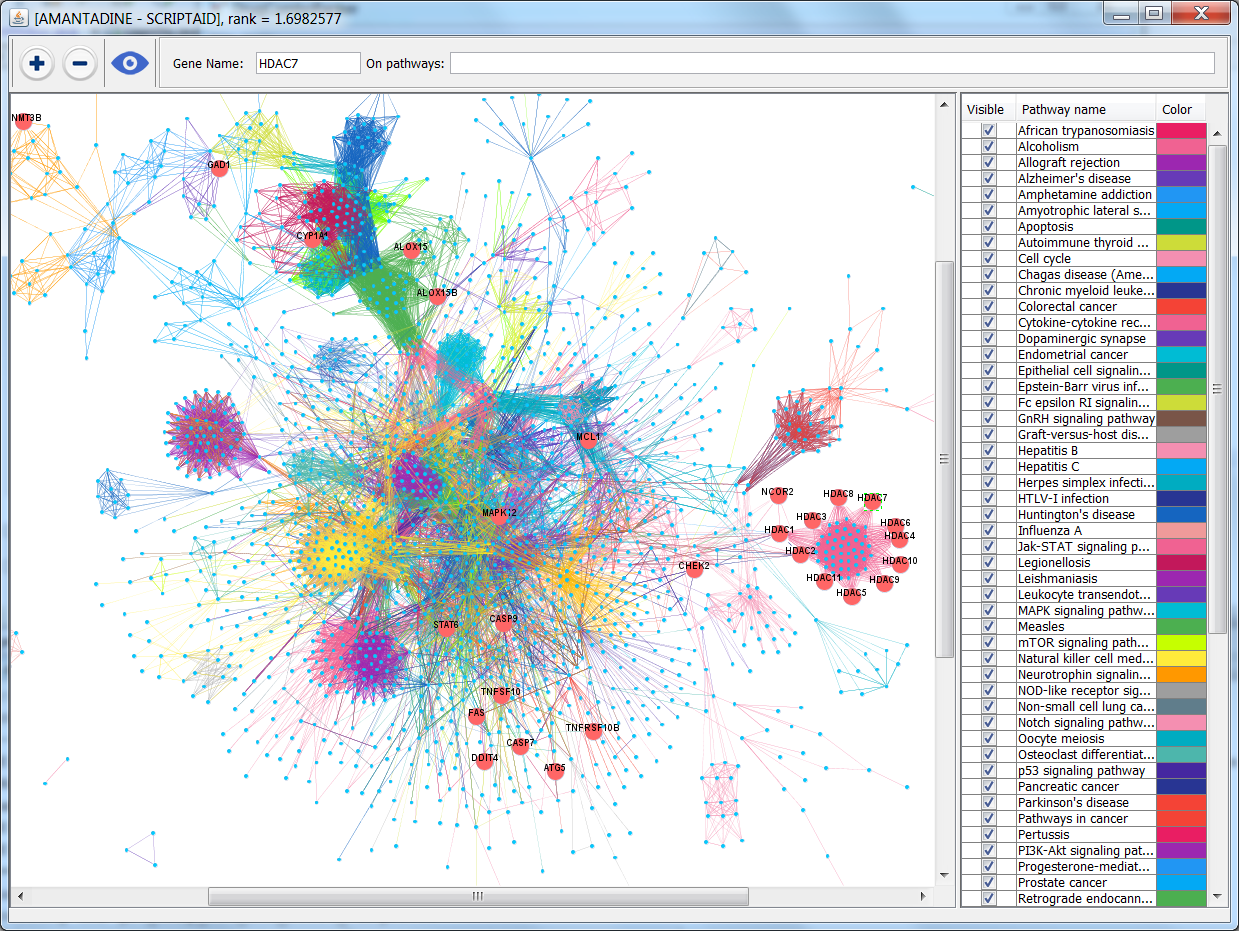 [AMANTADINE - SCRIPTAID], rank = 1.6982577
Gene Name: HDAC7 On pathways:
NMT3B
GAD1
CYP1A1
ALOX15
ALOX15B
MCL1
MAPK12
NCOR2
HDAC8
HDAC7
HDAC3
HDAC6
HDAC1
HDAC4
HDAC2
HDAC10
CHEK2
HDAC11
HDAC9
HDAC5
STAT6
CASP9
TNFSF10
FAS
TNFRSF10B
CASP7
DDIT4
ATG5
Visible Pathway name Color
African trypanosomiasis
Alcoholism
Allograft rejection
Alzheimer's disease
Amphetamine addiction
Amyotrophic lateral s...
Apoptosis
Autoimmune thyroid ...
Cell cycle
Chagas disease (Ame...
Chronic myeloid leuke...
Colorectal cancer
Cytokine-cytokine rec...
Dopaminergic synapse
Endometrial cancer
Epithelial cell signalin...
Epstein-Barr virus inf...
Fc epsilon RI signalin...
GnRH signaling pathway
Graft-versus-host dis...
Hepatitis B
Hepatitis C
Herpes simplex infecti...
HTLV-I infection
Huntington's disease
Influenza A
Jak-STAT signaling p...
Legionellosis
Leishmaniasis
Leukocyte transendot...
MAPK signaling pathw...
Measles
mTOR signaling path...
Natural killer cell med...
Neurotrophin signalin...
NOD-like receptor sig...
Non-small cell lung ca...
Notch signaling pathw...
Oocyte meiosis
Osteoclast differentiat...
p53 signaling pathway
Pancreatic cancer
Parkinson's disease
Pathways in cancer
Pertussis
PI3K-Akt signaling pat...
Progesterone-mediat...
Prostate cancer
Retrograde endocann...